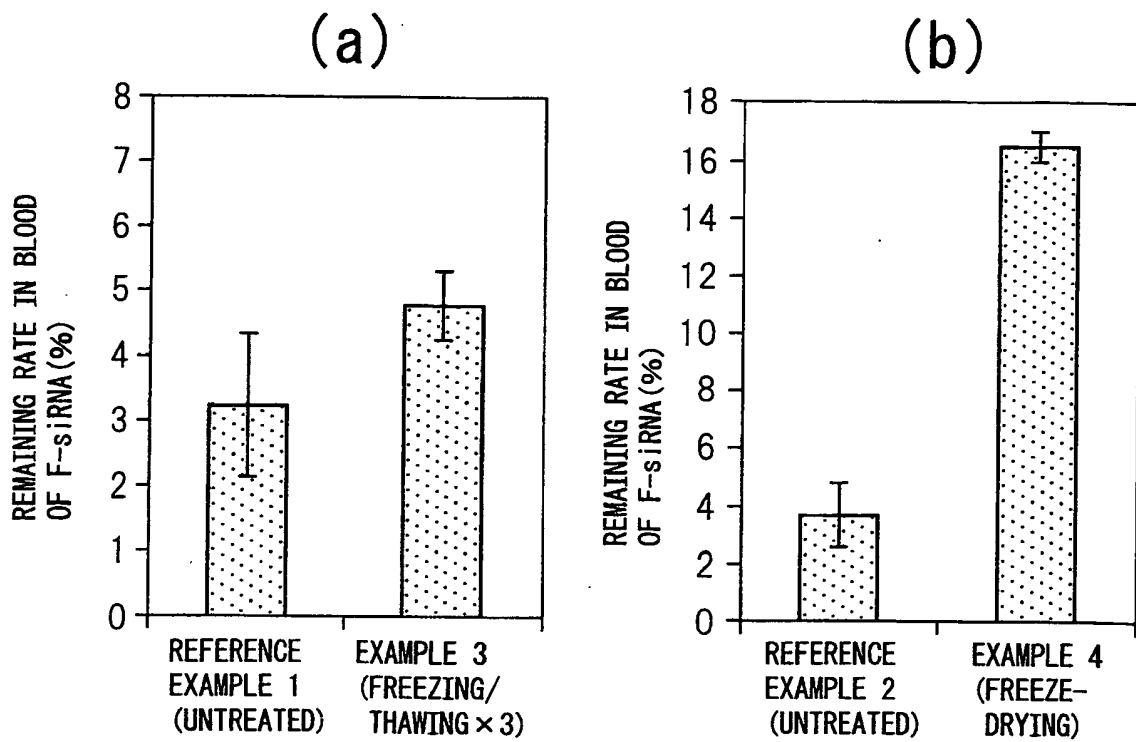 (a)
REMAINING RATE IN BLOOD
OF F-siRNA(%)
8
7
6
5
4
3
2
1
0
REFERENCE
EXAMPLE 1
(UNTREATED)
EXAMPLE 3
(FREEZING/
THAWING×3)
(b)
REMAINING RATE IN BLOOD
OF F-siRNA(%)
18
16
14
12
10
8
6
4
2
0
REFERENCE
EXAMPLE 2
(UNTREATED)
EXAMPLE 4
(FREEZE-
DRYING)